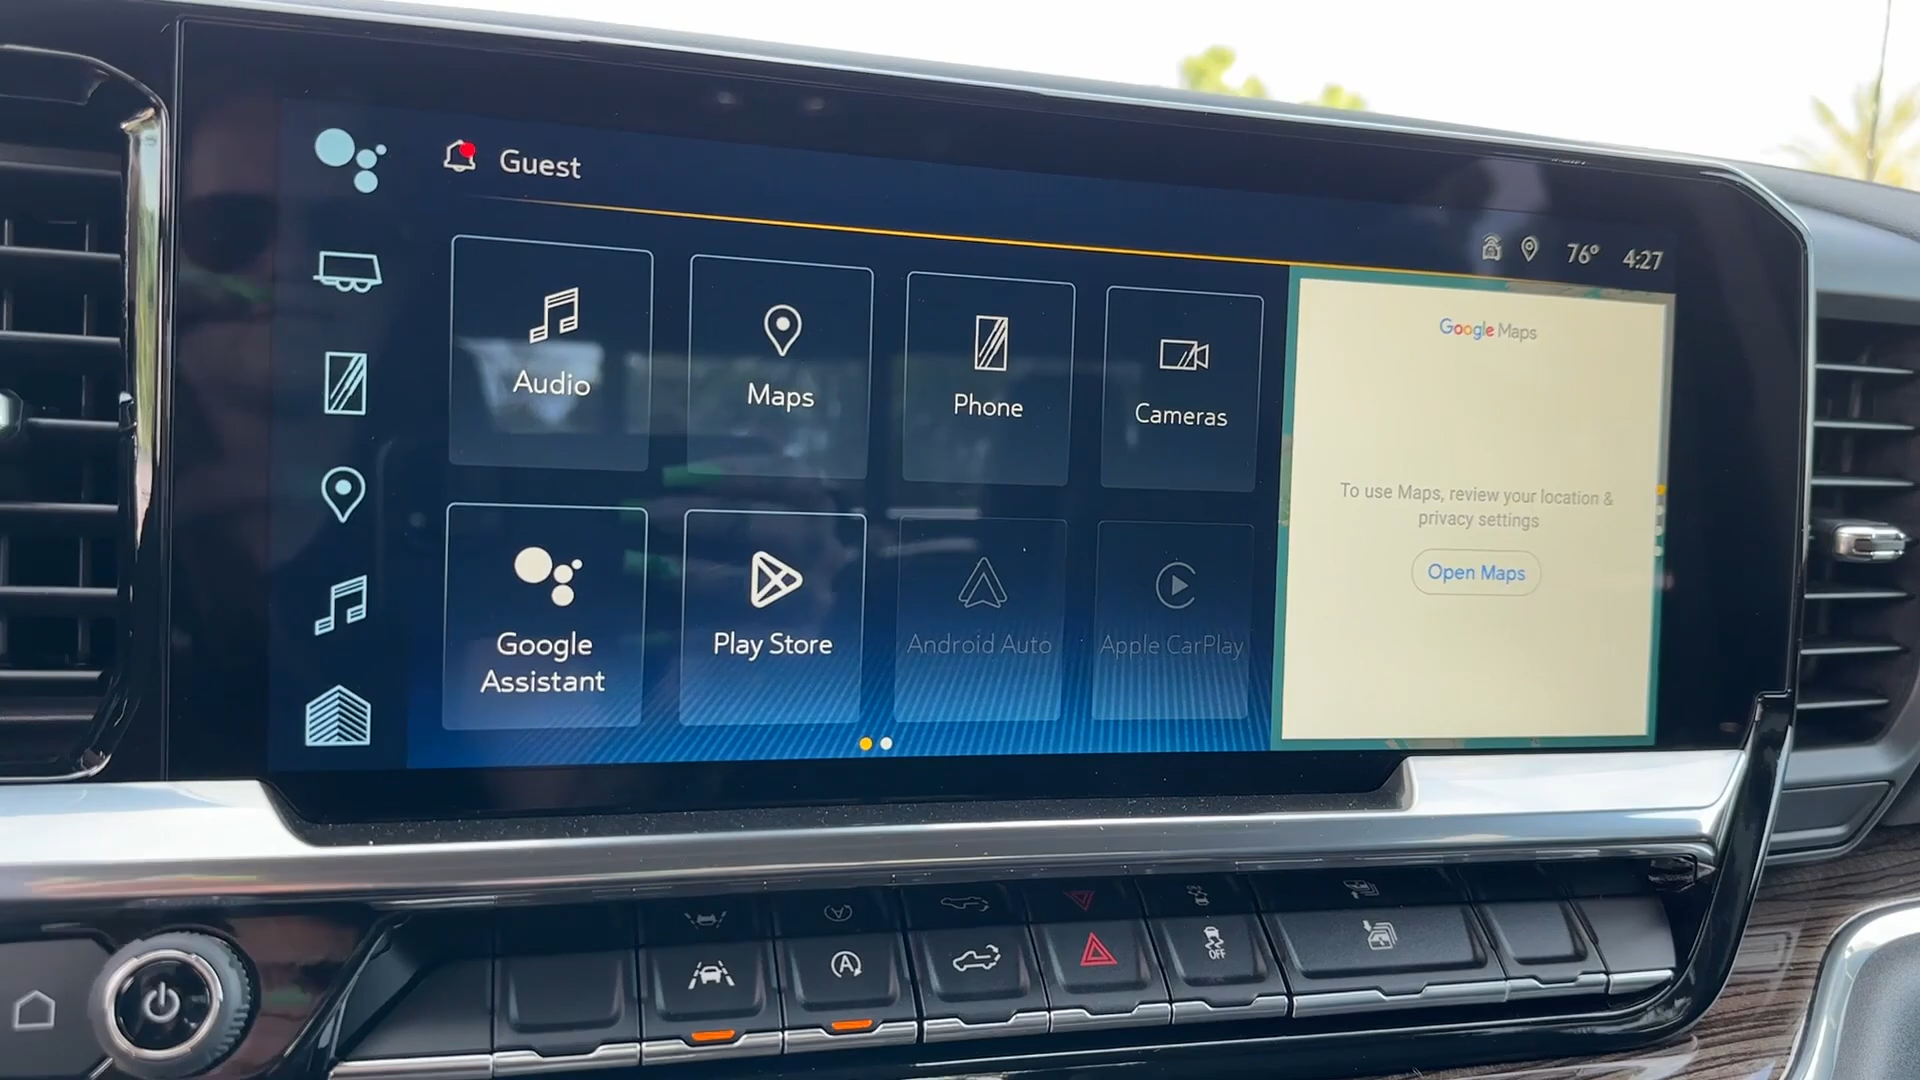 Guest
76° 4:27
Audio
Maps
Phone
Cameras
Google Maps
To use Maps, review your location &
privacy settings
Open Maps
Google
Assistant
Play Store
Android Auto
Apple CarPlay
A
OFF